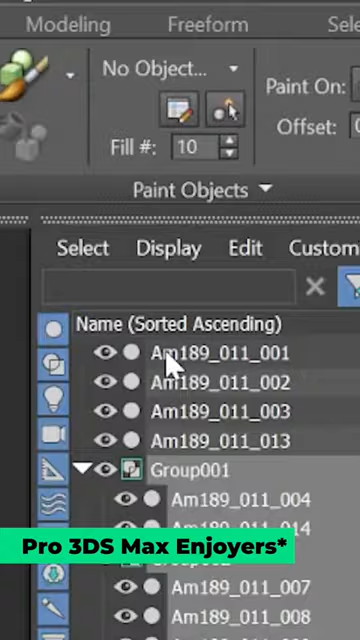 Modeling Freeform
No Object...
Paint On:
Fill #: 10
Offset:
Paint Objects
Select Display Edit Custom
Name (Sorted Ascending)
Am189_011_001
Am189_011_002
Am189_011_003
Am189_011_013
Group001
Am189_011_004
Pro 3DS Max Enjoyers*
Am189_011_007
Am189_011_008